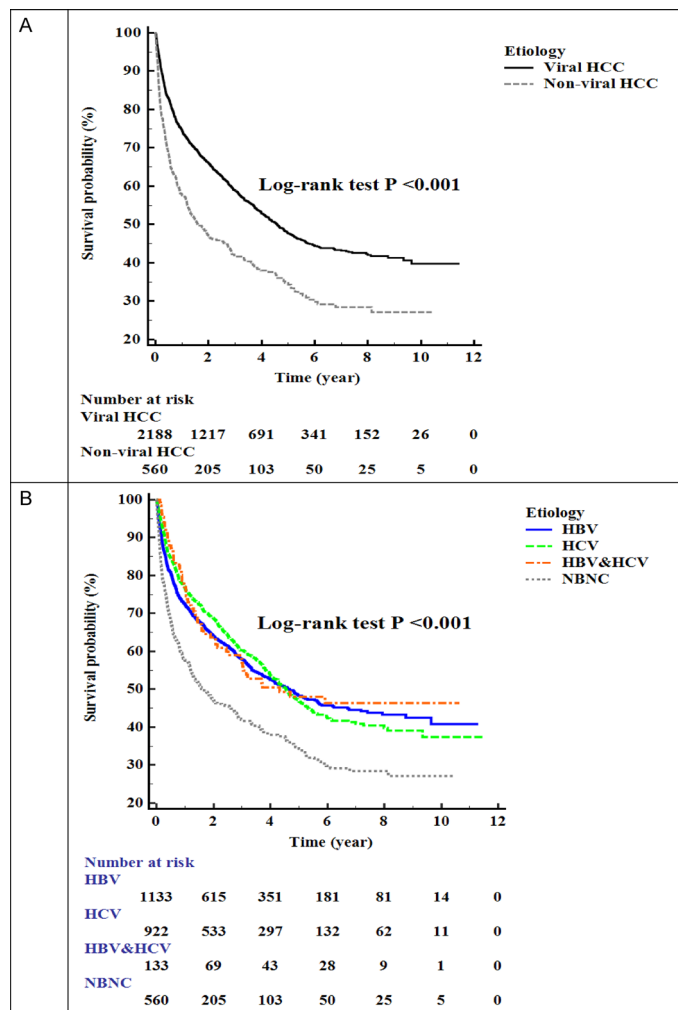 A
Etiology
Viral HCC
Non-viral HCC
Survival probability (%)
100
90
80
70
60
50
40
30
20
Log-rank test P <0.001
0 2 4 6 8 10 12
Time (year)
Number at risk
Viral HCC
2188 1217 691 341 152 26 0
Non-viral HCC
560 205 103 50 25 5 0
B
Etiology
HBV
HCV
HBV&HCV
NBNC
Survival probability (%)
100
90
80
70
60
50
40
30
20
Log-rank test P <0.001
0 2 4 6 8 10 12
Time (year)
Number at risk
HBV
1133 615 351 181 81 14 0
HCV
922 533 297 132 62 11 0
HBV&HCV
133 69 43 28 9 1 0
NBNC
560 205 103 50 25 5 0